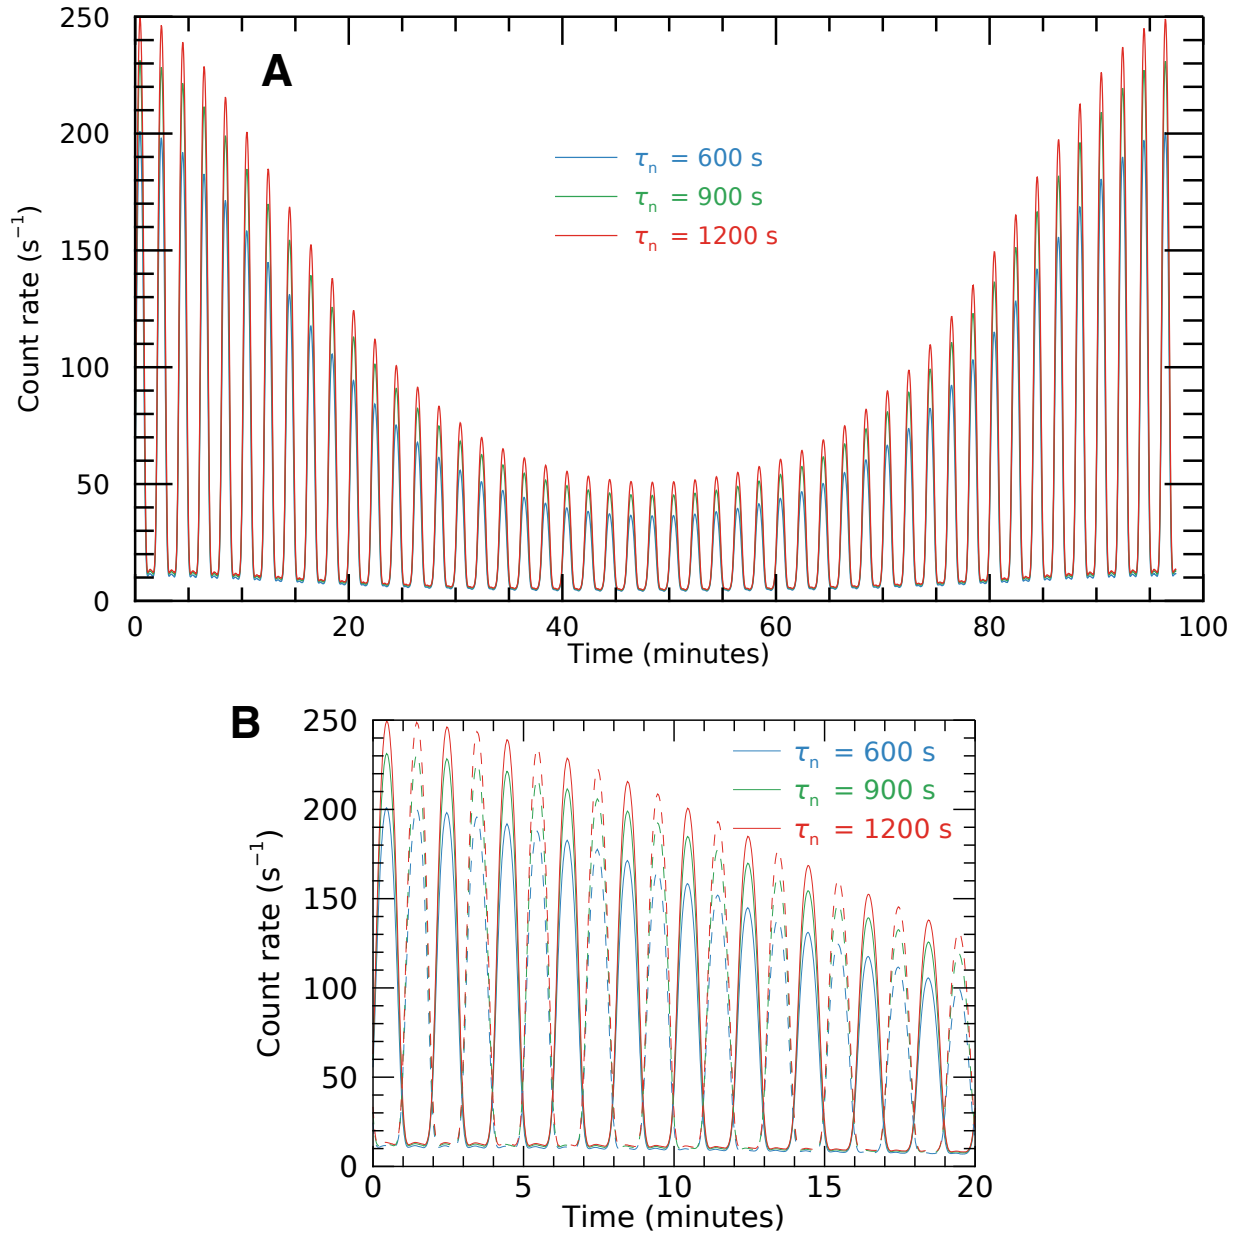 A
250
200
150
100
50
0
Count rate (s⁻¹)
τₙ = 600 s
τₙ = 900 s
τₙ = 1200 s
0 20 40 60 80 100
Time (minutes)
B
250
200
150
100
50
0
Count rate (s⁻¹)
τₙ = 600 s
τₙ = 900 s
τₙ = 1200 s
0 5 10 15 20
Time (minutes)